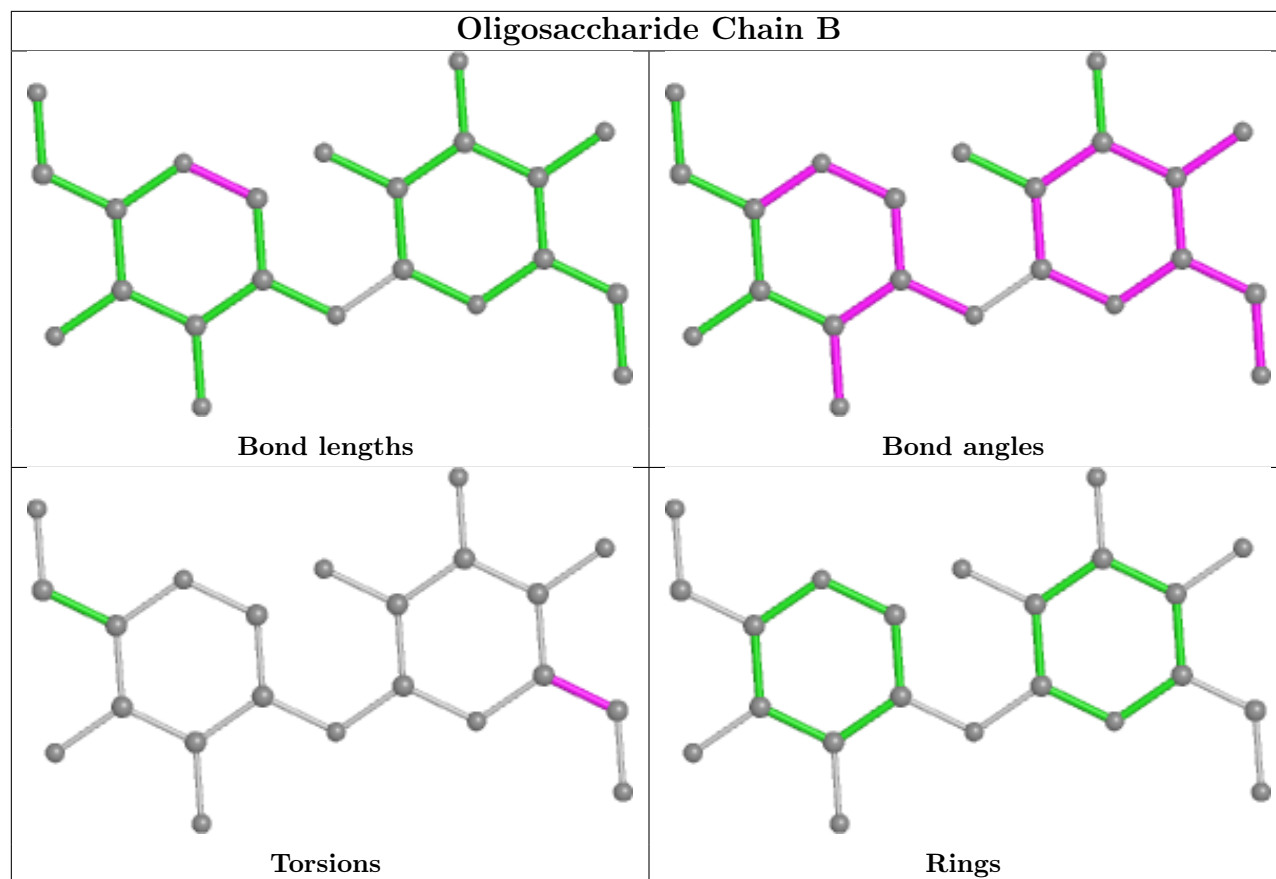 Oligosaccharide Chain B
Bond lengths
Bond angles
Torsions
Rings